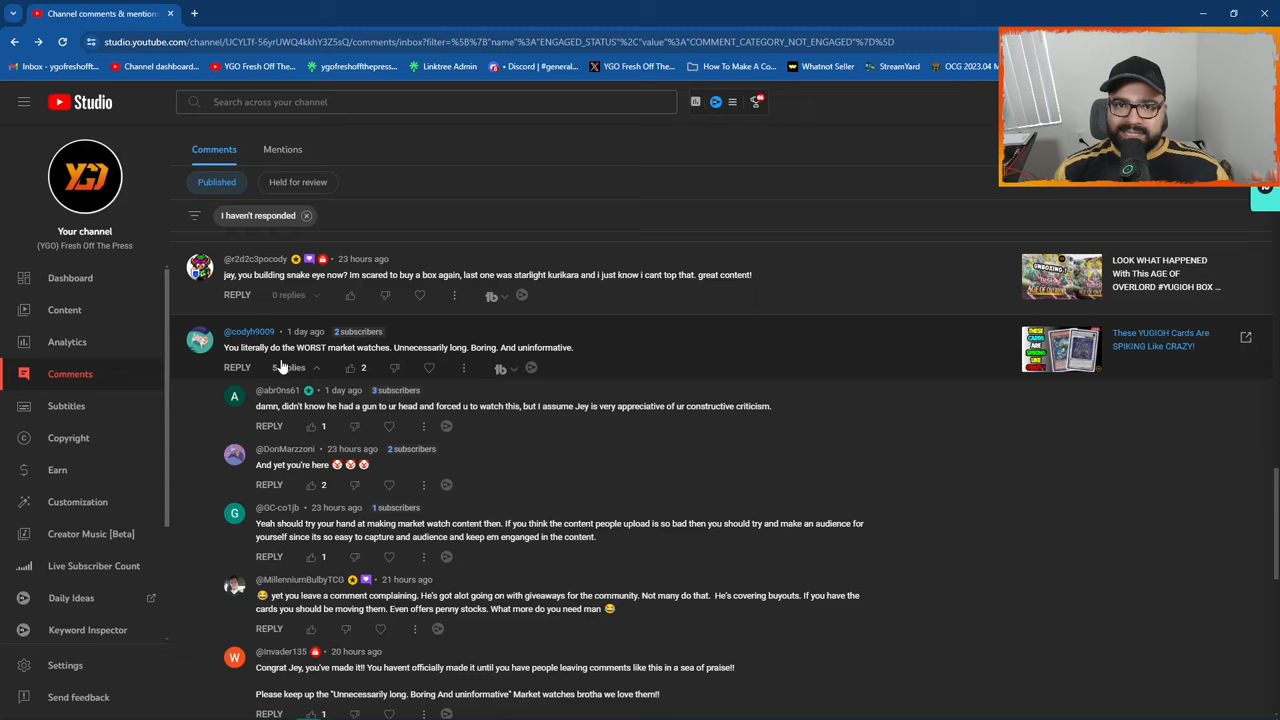 Channel comments & mention
studio.youtube.com/channel/UCYLTf-56yrUWQ4kkhY3Z5sQ/comments/inbox?filter=%5B%7B"name"%3A"ENGAGED_STATUS"%2C"value"%3A"COMMENT_CATEGORY_NOT_ENGAGED"%7D%5D
Inbox - ygofreshofft... Channel dashboard... YGO Fresh Off The... ygofreshofftthepress... Linktree Admin Discord | #general... YGO Fresh Off The... How To Make A Co... Whatnot Seller StreamYard OCG 2023.04 M
Studio
Search across your channel
86
YGO
Your channel
(YGO) Fresh Off The Press
Dashboard
Content
Analytics
Comments
Subtitles
Copyright
Earn
Customization
Creator Music [Beta]
Live Subscriber Count
Daily Ideas
Keyword Inspector
Settings
Send feedback
Comments Mentions
Published Held for review
I haven't responded
@r2d2c3pocody • 23 hours ago
jay, you building snake eye now? Im scared to buy a box again, last one was starlight kurikara and i just know i cant top that. great content!
REPLY 0 replies
UNBOXING 1
AGE OF OVERLORD
LOOK WHAT HAPPENED
With This AGE OF
OVERLORD #YUGIOH BOX ...
@codyh9009 • 1 day ago 2 subscribers
You literally do the WORST market watches. Unnecessarily long. Boring. And uninformative.
REPLY 5 replies 2
THESE
CARDS
ARE
SPIKING
These YUGIOH Cards Are
SPIKING Like CRAZY!
A
@abr0ns61 • 1 day ago 3 subscribers
damn, didn't know he had a gun to ur head and forced u to watch this, but I assume Jey is very appreciative of ur constructive criticism.
REPLY 1
@DonMarzzoni • 23 hours ago 2 subscribers
And yet you're here 🤡🤡🤡
REPLY 2
G
@GC-co1jb • 23 hours ago 1 subscribers
Yeah should try your hand at making market watch content then. If you think the content people upload is so bad then you should try and make an audience for
yourself since its so easy to capture and audience and keep em enganged in the content.
REPLY 1
@MillenniumBulbyTCG • 21 hours ago
😂 yet you leave a comment complaining. He's got alot going on with giveaways for the community. Not many do that. He's covering buyouts. If you have the
cards you should be moving them. Even offers penny stocks. What more do you need man 😂
REPLY
W
@Invader135 • 20 hours ago
Congrat Jey, you've made it!! You havent officially made it until you have people leaving comments like this in a sea of praise!!
Please keep up the "Unnecessarily long. Boring And uninformative" Market watches brotha we love them!!
REPLY 1